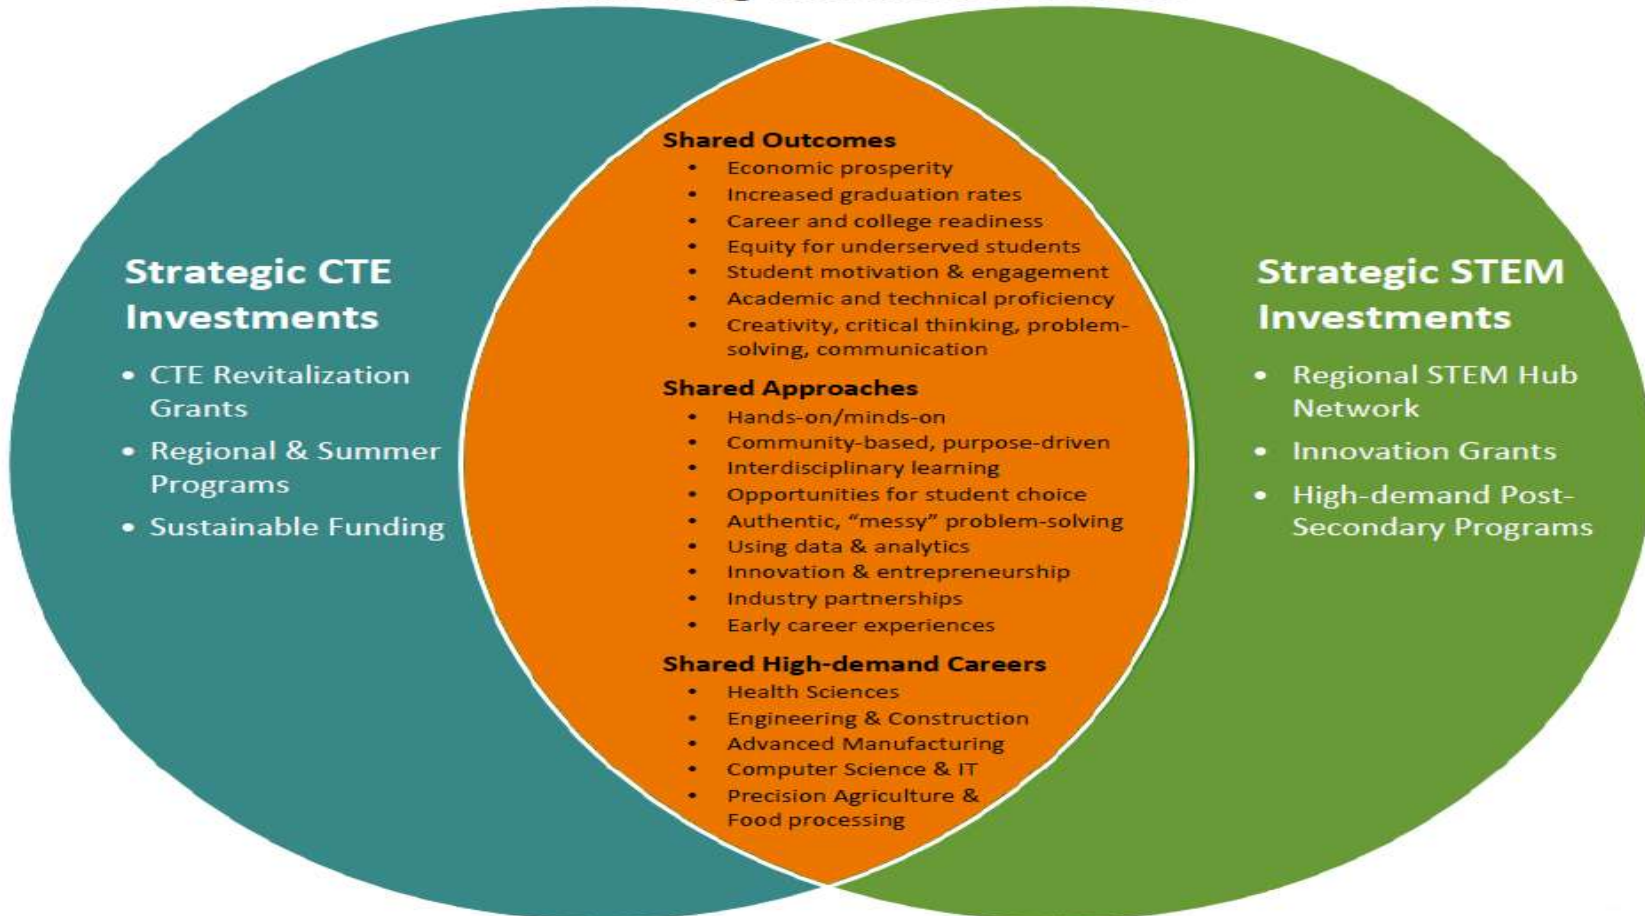 Strategic CTE
Investments
• CTE Revitalization
Grants
• Regional & Summer
Programs
• Sustainable Funding
Shared Outcomes
• Economic prosperity
• Increased graduation rates
• Career and college readiness
• Equity for underserved students
• Student motivation & engagement
• Academic and technical proficiency
• Creativity, critical thinking, problem-
solving, communication
Shared Approaches
• Hands-on/minds-on
• Community-based, purpose-driven
• Interdisciplinary learning
• Opportunities for student choice
• Authentic, “messy” problem-solving
• Using data & analytics
• Innovation & entrepreneurship
• Industry partnerships
• Early career experiences
Shared High-demand Careers
• Health Sciences
• Engineering & Construction
• Advanced Manufacturing
• Computer Science & IT
• Precision Agriculture &
Food processing
Strategic STEM
Investments
• Regional STEM Hub
Network
• Innovation Grants
• High-demand Post-
Secondary Programs